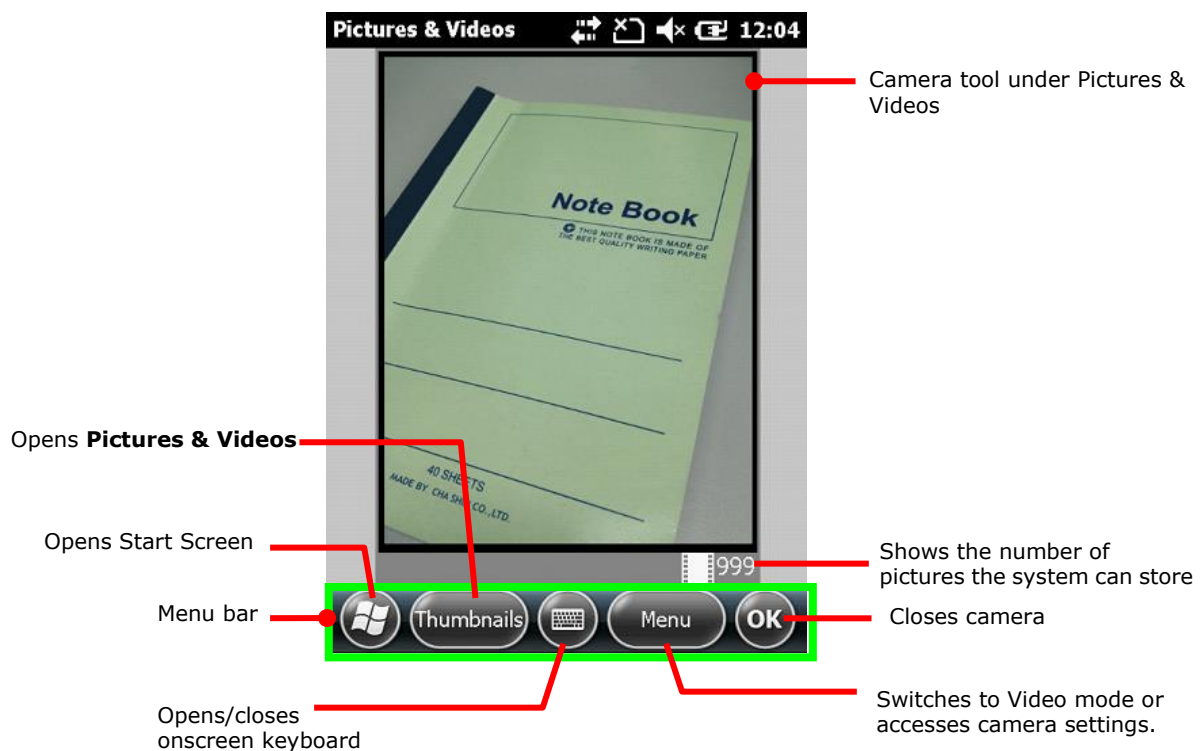 Pictures & Videos 12:04
Camera tool under Pictures &
Videos
Note Book
THIS NOTE BOOK IS MADE OF
THE BEST QUALITY WRITING PAPER
Opens Pictures & Videos
40 SHEETS
MADE BY CHA SHIN CO.,LTD.
Opens Start Screen
999
Shows the number of
pictures the system can store
Menu bar
Thumbnails
Menu
OK
Closes camera
Opens/closes
onscreen keyboard
Switches to Video mode or
accesses camera settings.